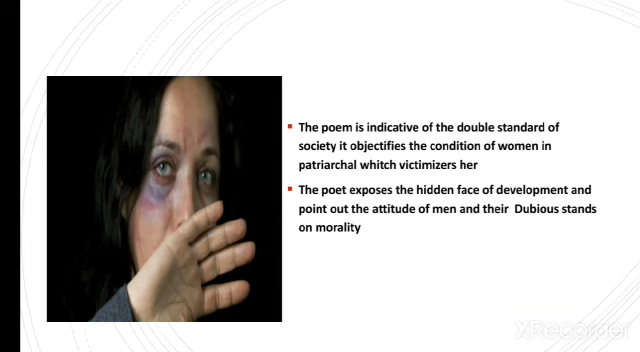 The poem is indicative of the double standard of
society it objectifies the condition of women in
patriarchal whitch victimizers her
The poet exposes the hidden face of development and
point out the attitude of men and their Dubious stands
on morality
XRecorder